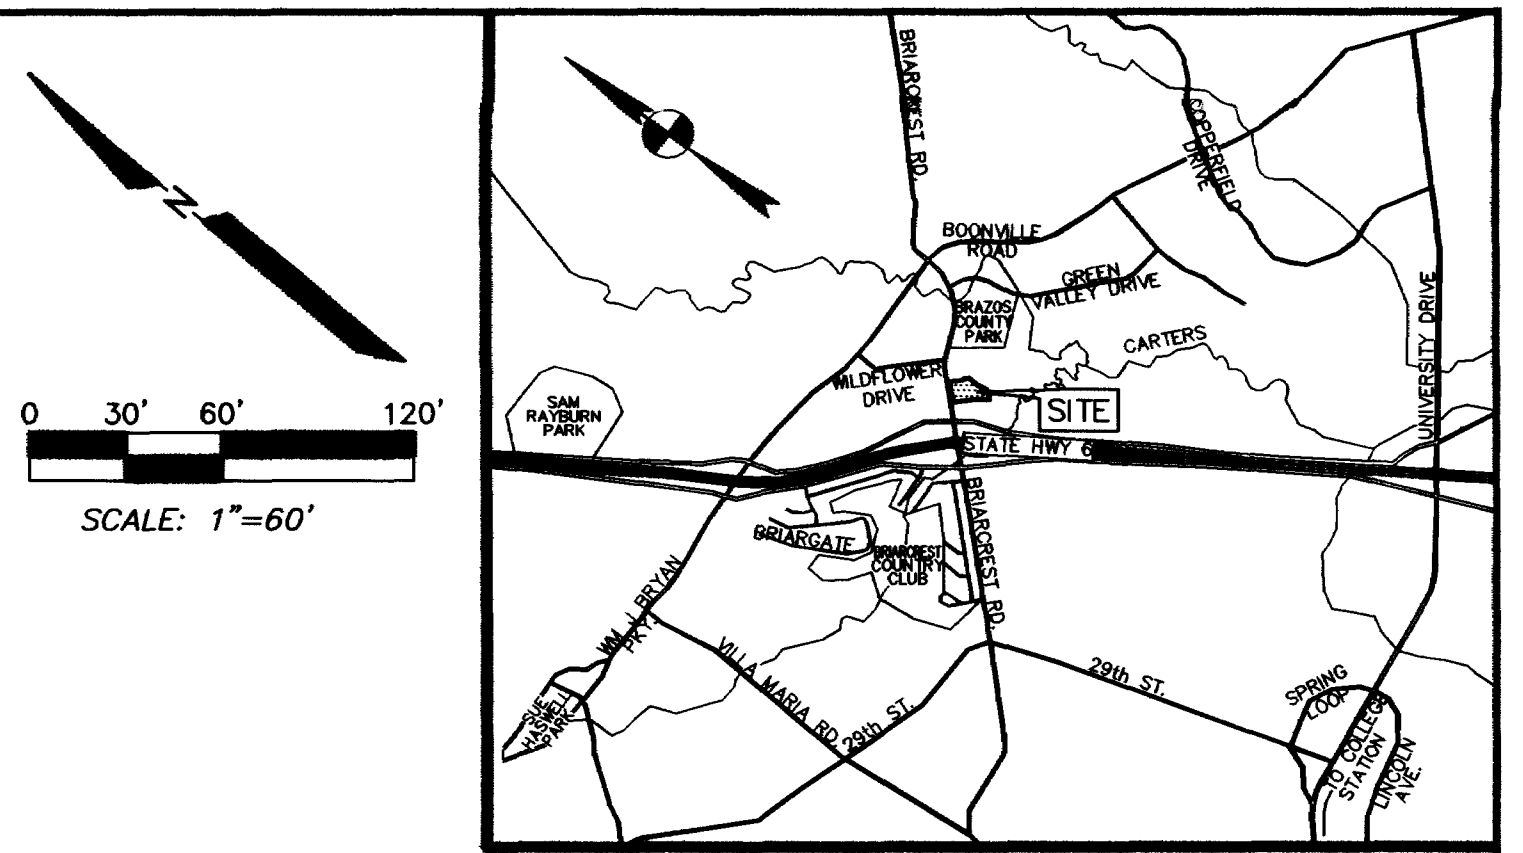 N
0 30' 60' 120'
SCALE: 1"=60'
BRIARCREST RD.
COPPERFIELD
DRIVE
BOONVILLE
ROAD
GREEN
VALLEY DRIVE
BRAZOS
COUNTY
PARK
CARTERS
UNIVERSITY DRIVE
WILDFLOWER
DRIVE
SITE
SAM
RAYBURN
PARK
STATE HWY 6
BRIARGATE
BRIARCREST
COUNTRY
CLUB
BRIARCREST RD.
WM J BRYAN
PKY.
VILLA MARIA RD.
29th ST.
29th ST.
SPRING
LOOP
SUE
HASWELL
PARK
TO COLLEGE
STATION
LINCOLN
AVE.